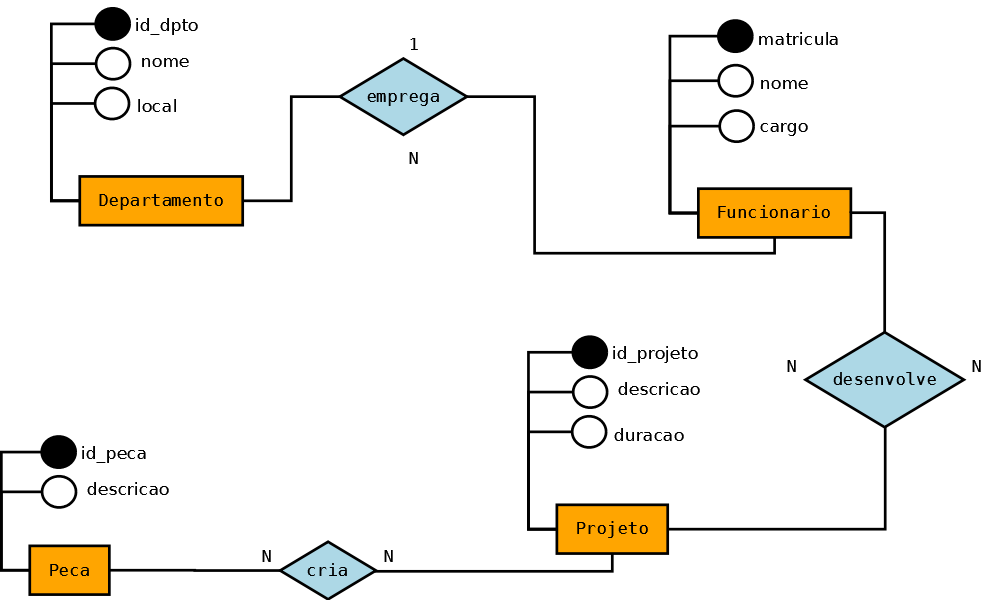 id_dpto
nome
local
Departamento
1
emprega
N
matricula
nome
cargo
Funcionario
N
desenvolve
N
id_projeto
descricao
duracao
Projeto
id_peca
descricao
Peca
N
cria
N